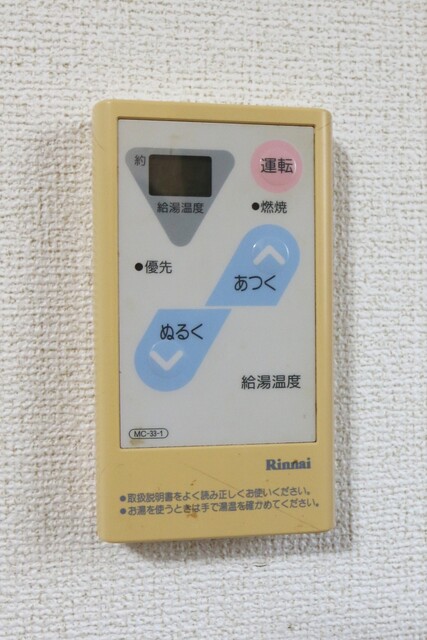 約
運転
給湯温度
●燃焼
●優先
あつく
ぬるく
給湯温度
MC-33-1
Rinnai
●取扱説明書をよく読み正しくお使いください。
●お湯を使うときは手で湯温を確かめてください。